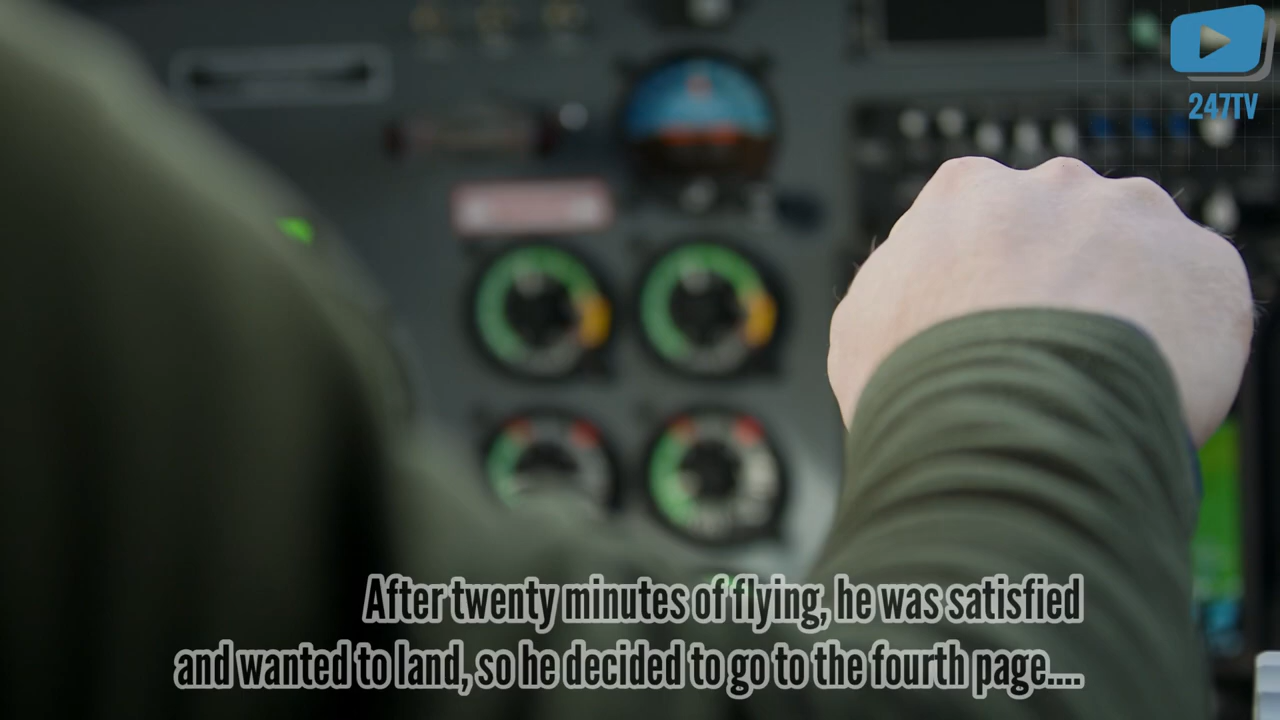 247TV
After twenty minutes of flying, he was satisfied
and wanted to land, so he decided to go to the fourth page....